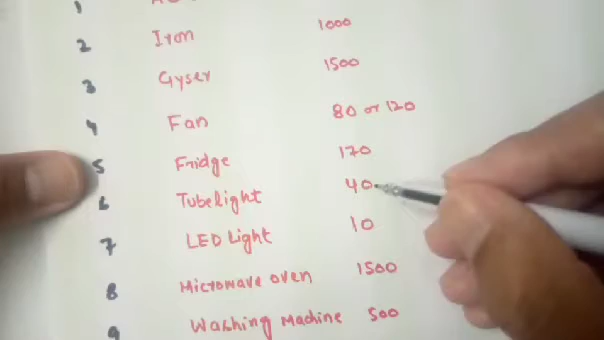 1
2 Iron 1000
3 Gyser 1500
4 Fan 80 or 120
5 Fridge 170
6 Tubelight 40
7 LED Light 10
8 Microwave oven 1500
9 Washing Machine 500